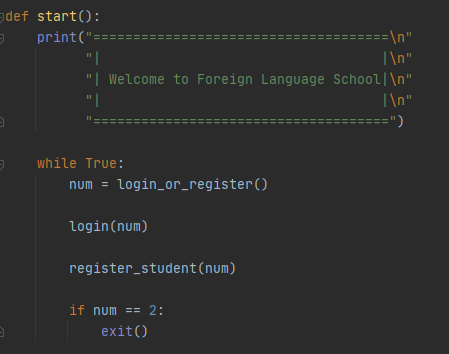 def start():
    print("=====================================\n"
          "|                                   |\n"
          "| Welcome to Foreign Language School|\n"
          "|                                   |\n"
          "=====================================")
    while True:
        num = login_or_register()
        login(num)
        register_student(num)
        if num == 2:
            exit()